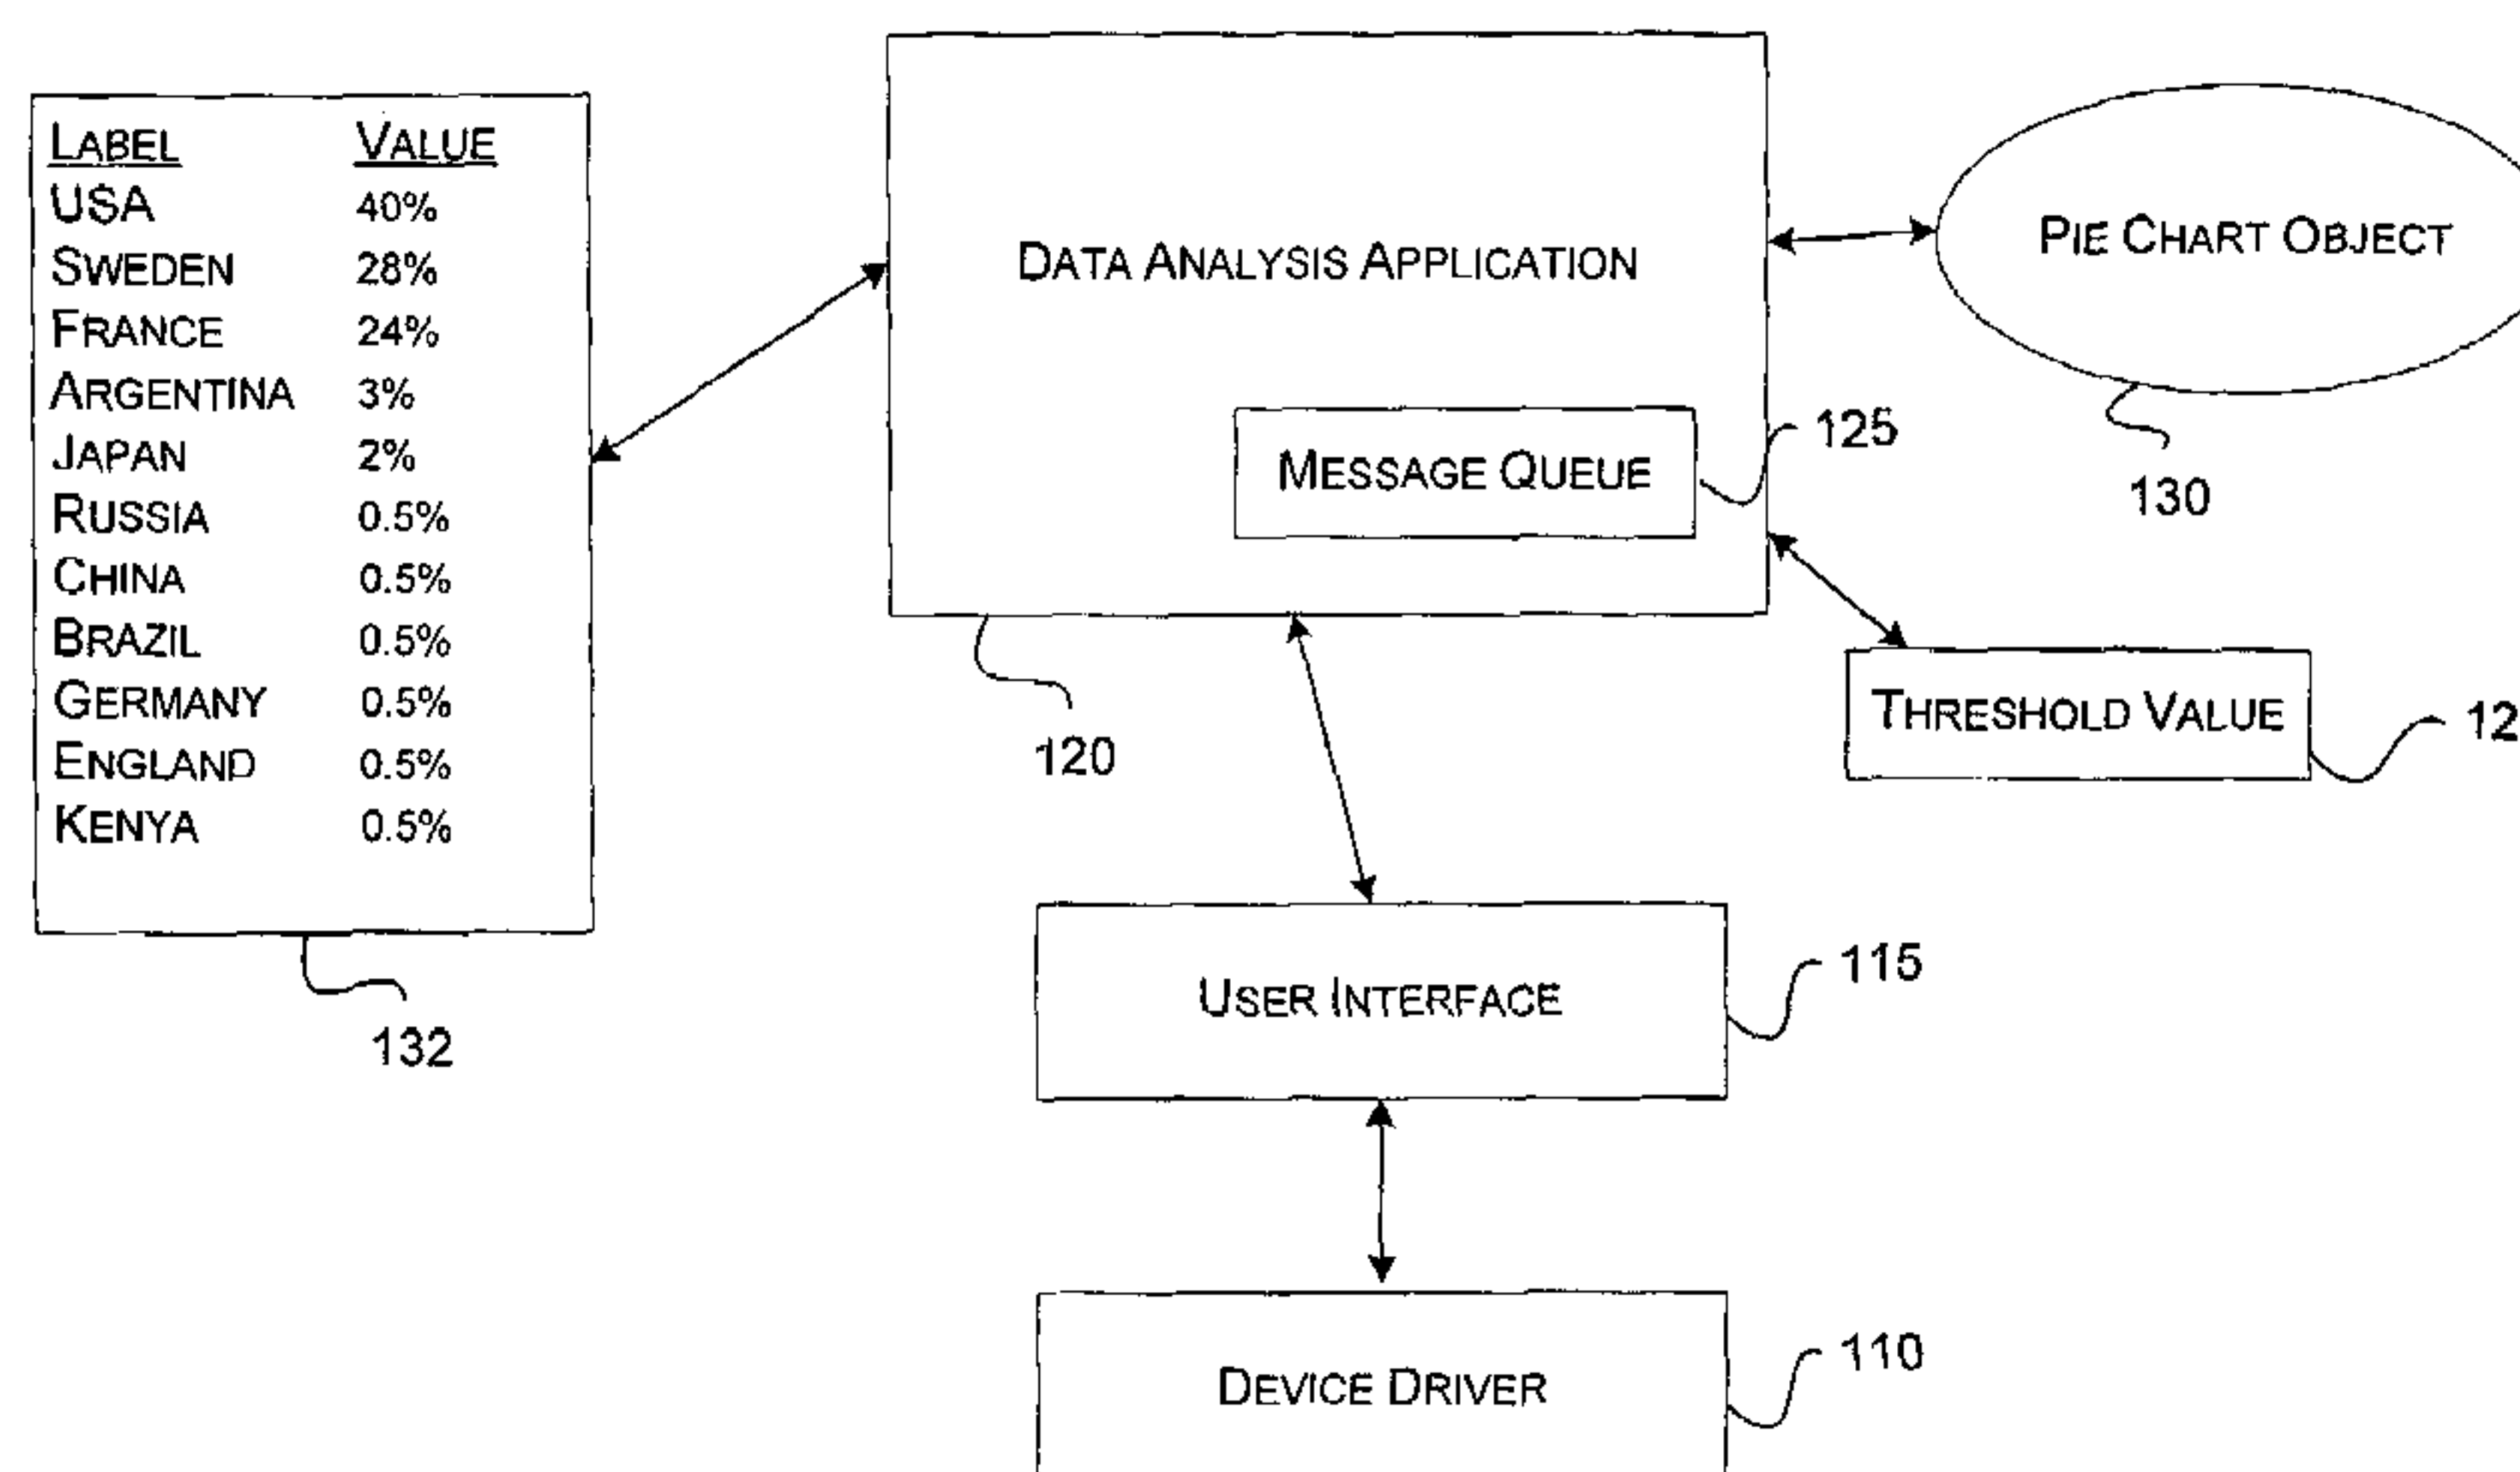 LABEL VALUE
USA 40%
SWEDEN 28%
FRANCE 24%
ARGENTINA 3%
JAPAN 2%
RUSSIA 0.5%
CHINA 0.5%
BRAZIL 0.5%
GERMANY 0.5%
ENGLAND 0.5%
KENYA 0.5%
132
DATA ANALYSIS APPLICATION
MESSAGE QUEUE
125
120
PIE CHART OBJECT
130
THRESHOLD VALUE
USER INTERFACE
115
DEVICE DRIVER
110